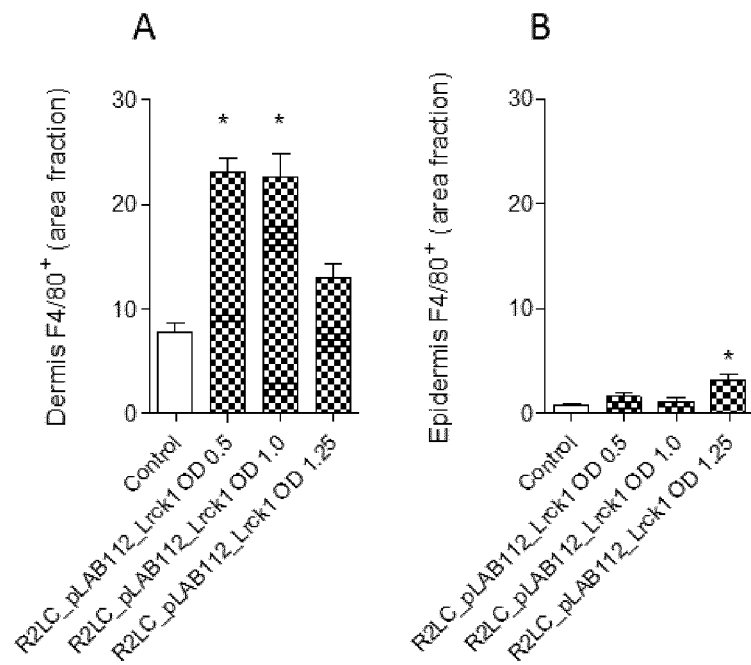 A
Dermis F4/80⁺ (area fraction)
30
20
10
0
*
*
Control
R2LC_pLAB112_Lrck1 OD 0.5
R2LC_pLAB112_Lrck1 OD 1.0
R2LC_pLAB112_Lrck1 OD 1.25
B
Epidermis F4/80⁺ (area fraction)
30
20
10
0
*
Control
R2LC_pLAB112_Lrck1 OD 0.5
R2LC_pLAB112_Lrck1 OD 1.0
R2LC_pLAB112_Lrck1 OD 1.25